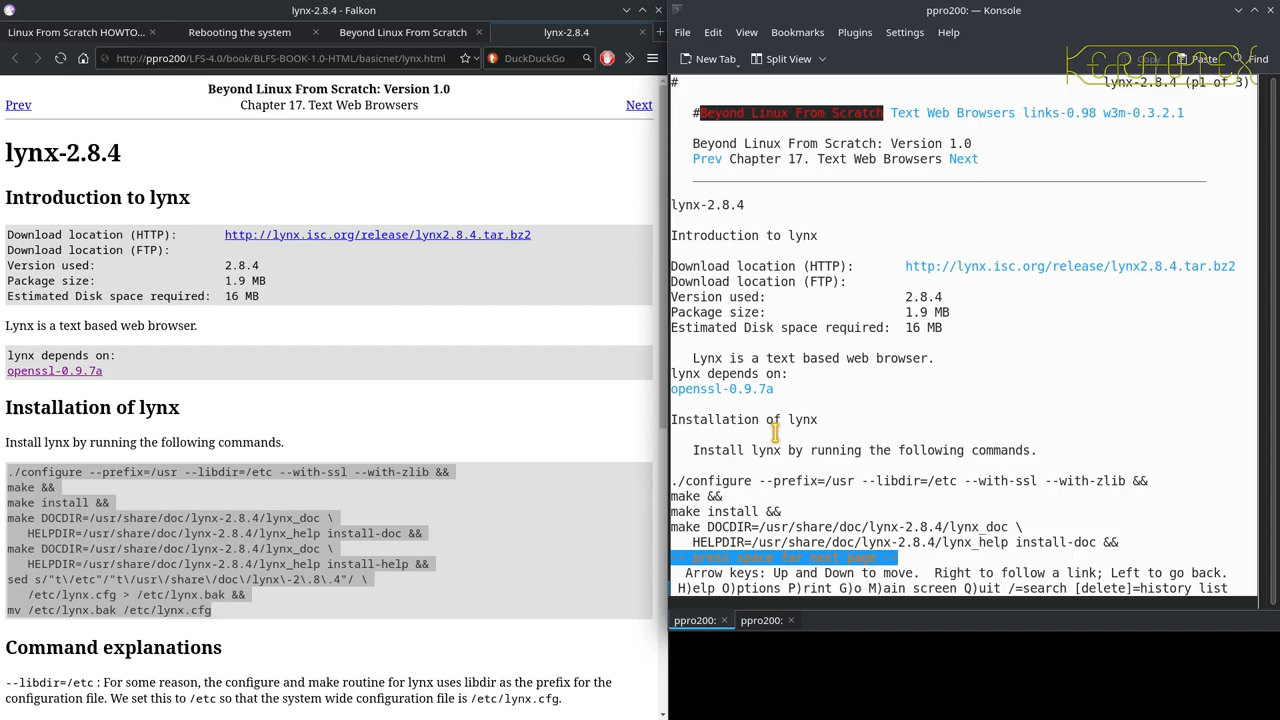 lynx-2.8.4 - Falkon
Linux From Scratch HOWTO...
Rebooting the system
Beyond Linux From Scratch
lynx-2.8.4
http://ppro200/LFS-4.0/book/BLFS-BOOK-1.0-HTML/basicnet/lynx.html
DuckDuckGo
Beyond Linux From Scratch: Version 1.0
Prev Chapter 17. Text Web Browsers Next
lynx-2.8.4
Introduction to lynx
Download location (HTTP): http://lynx.isc.org/release/lynx2.8.4.tar.bz2
Download location (FTP):
Version used: 2.8.4
Package size: 1.9 MB
Estimated Disk space required: 16 MB
Lynx is a text based web browser.
lynx depends on:
openssl-0.9.7a
Installation of lynx
Install lynx by running the following commands.
./configure --prefix=/usr --libdir=/etc --with-ssl --with-zlib &&
make &&
make install &&
make DOCDIR=/usr/share/doc/lynx-2.8.4/lynx_doc \
HELPDIR=/usr/share/doc/lynx-2.8.4/lynx_help install-doc &&
make DOCDIR=/usr/share/doc/lynx-2.8.4/lynx_doc \
HELPDIR=/usr/share/doc/lynx-2.8.4/lynx_help install-help &&
sed s/"t\/etc"/"t\/usr\/share\/doc\/lynx\-2\.8\.4"/ \
/etc/lynx.cfg > /etc/lynx.bak &&
mv /etc/lynx.bak /etc/lynx.cfg
Command explanations
--libdir=/etc : For some reason, the configure and make routine for lynx uses libdir as the prefix for the
configuration file. We set this to /etc so that the system wide configuration file is /etc/lynx.cfg.
ppro200: — Konsole
File Edit View Bookmarks Plugins Settings Help
New Tab Split View Copy Paste Find
KERNOTEX
# lynx-2.8.4 (p1 of 3)
#Beyond Linux From Scratch Text Web Browsers links-0.98 w3m-0.3.2.1
Beyond Linux From Scratch: Version 1.0
Prev Chapter 17. Text Web Browsers Next
lynx-2.8.4
Introduction to lynx
Download location (HTTP): http://lynx.isc.org/release/lynx2.8.4.tar.bz2
Download location (FTP):
Version used: 2.8.4
Package size: 1.9 MB
Estimated Disk space required: 16 MB
Lynx is a text based web browser.
lynx depends on:
openssl-0.9.7a
Installation of lynx
Install lynx by running the following commands.
./configure --prefix=/usr --libdir=/etc --with-ssl --with-zlib &&
make &&
make install &&
make DOCDIR=/usr/share/doc/lynx-2.8.4/lynx_doc \
HELPDIR=/usr/share/doc/lynx-2.8.4/lynx_help install-doc &&
-- press space for next page --
Arrow keys: Up and Down to move. Right to follow a link; Left to go back.
H)elp O)ptions P)rint G)o M)ain screen Q)uit /=search [delete]=history list
ppro200: ppro200: